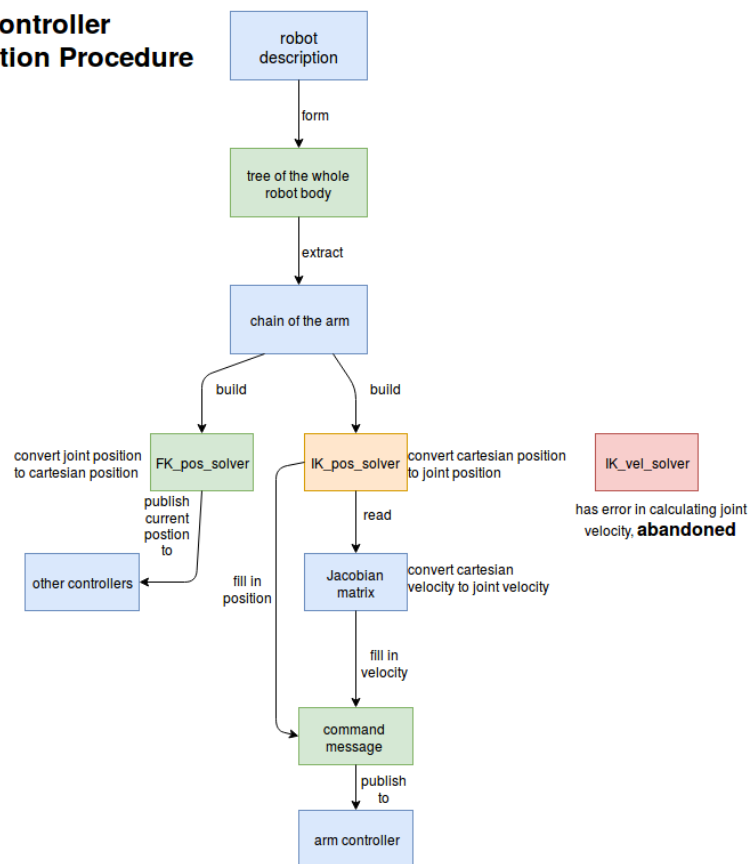 ontroller
tion Procedure
robot
description
form
tree of the whole
robot body
extract
chain of the arm
build
build
convert joint position
to cartesian position
FK_pos_solver
IK_pos_solver
convert cartesian position
to joint position
IK_vel_solver
has error in calculating joint
velocity, abandoned
publish
current
postion
to
read
other controllers
fill in
position
Jacobian
matrix
convert cartesian
velocity to joint velocity
fill in
velocity
command
message
publish
to
arm controller